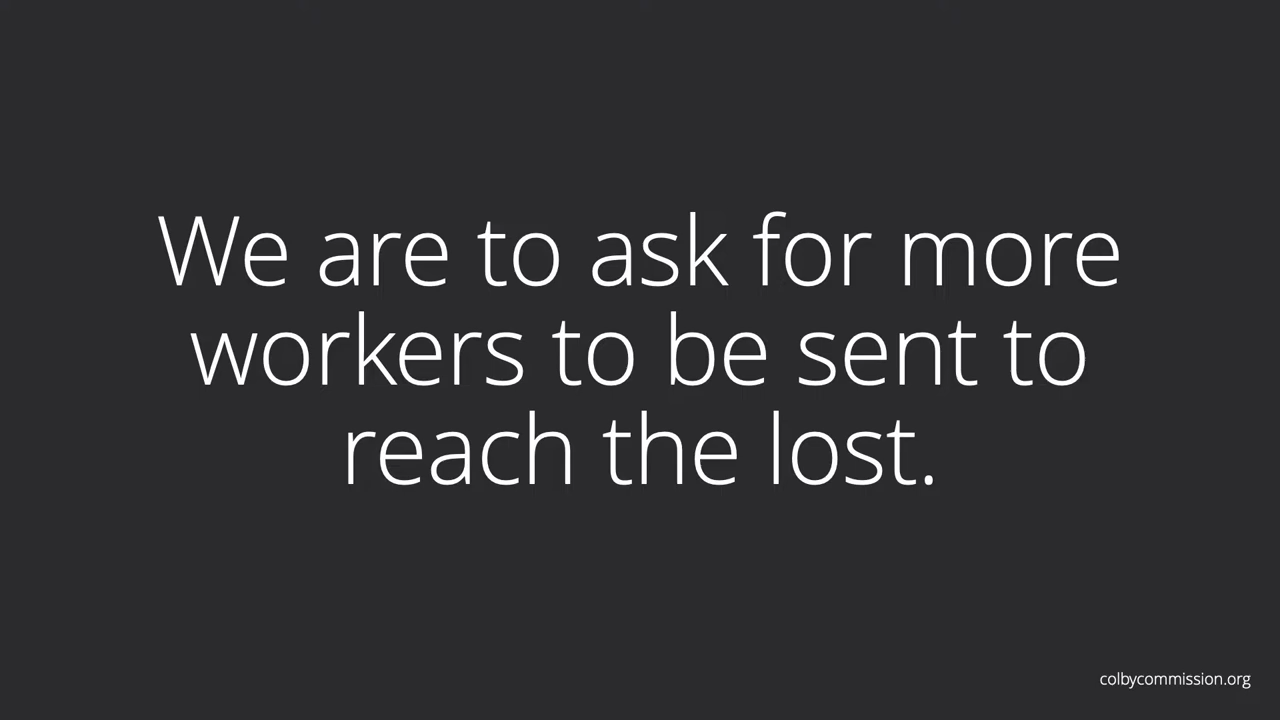 We are to ask for more
workers to be sent to
reach the lost.
colbycommission.org